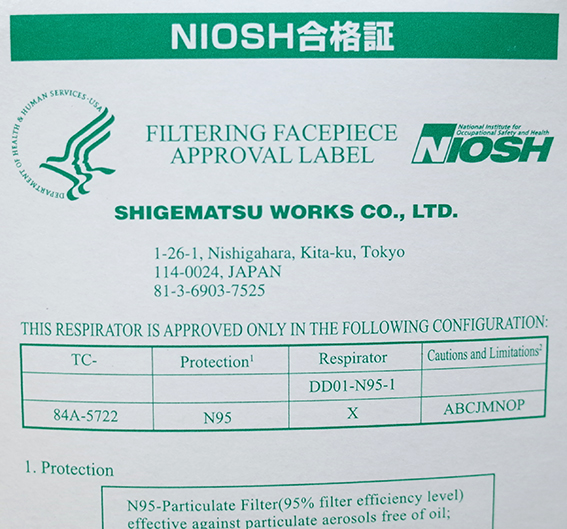 NIOSH合格証
DEPARTMENT OF HEALTH & HUMAN SERVICES·USA
FILTERING FACEPIECE
APPROVAL LABEL
National Institute for
Occupational Safety and Health
NIOSH
SHIGEMATSU WORKS CO., LTD.
1-26-1, Nishigahara, Kita-ku, Tokyo
114-0024, JAPAN
81-3-6903-7525
THIS RESPIRATOR IS APPROVED ONLY IN THE FOLLOWING CONFIGURATION:
TC- Protection¹ Respirator Cautions and Limitations²
DD01-N95-1
84A-5722 N95 X ABCJMNOP
1. Protection
N95-Particulate Filter(95% filter efficiency level)
effective against particulate aerosols free of oil;